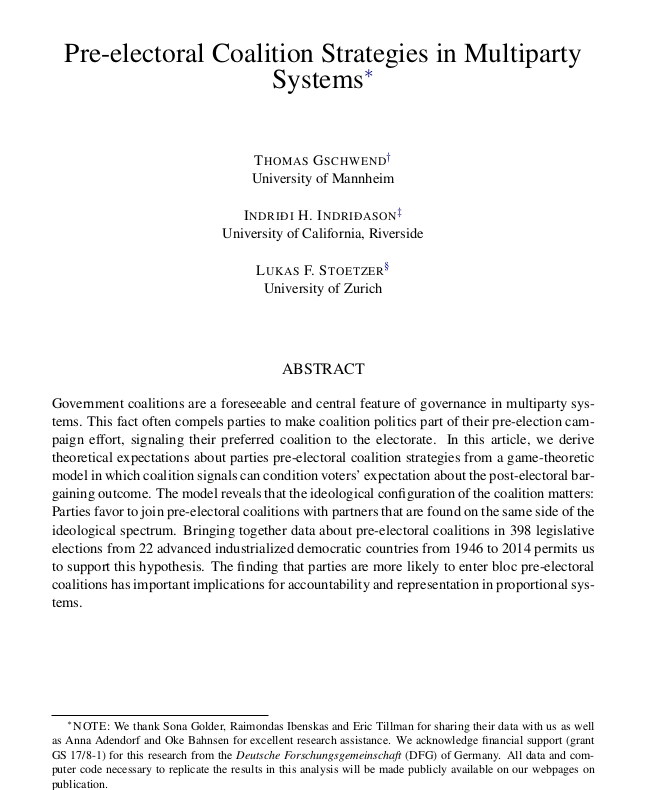 Pre-electoral Coalition Strategies in Multiparty
Systems*
THOMAS GSCHWEND†
University of Mannheim
INDRIÐI H. INDRIÐASON‡
University of California, Riverside
LUKAS F. STOETZER§
University of Zurich
ABSTRACT
Government coalitions are a foreseeable and central feature of governance in multiparty sys-
tems. This fact often compels parties to make coalition politics part of their pre-election cam-
paign effort, signaling their preferred coalition to the electorate. In this article, we derive
theoretical expectations about parties pre-electoral coalition strategies from a game-theoretic
model in which coalition signals can condition voters' expectation about the post-electoral bar-
gaining outcome. The model reveals that the ideological configuration of the coalition matters:
Parties favor to join pre-electoral coalitions with partners that are found on the same side of the
ideological spectrum. Bringing together data about pre-electoral coalitions in 398 legislative
elections from 22 advanced industrialized democratic countries from 1946 to 2014 permits us
to support this hypothesis. The finding that parties are more likely to enter bloc pre-electoral
coalitions has important implications for accountability and representation in proportional sys-
tems.
*NOTE: We thank Sona Golder, Raimondas Ibenskas and Eric Tillman for sharing their data with us as well
as Anna Adendorf and Oke Bahnsen for excellent research assistance. We acknowledge financial support (grant
GS 17/8-1) for this research from the Deutsche Forschungsgemeinschaft (DFG) of Germany. All data and com-
puter code necessary to replicate the results in this analysis will be made publicly available on our webpages on
publication.